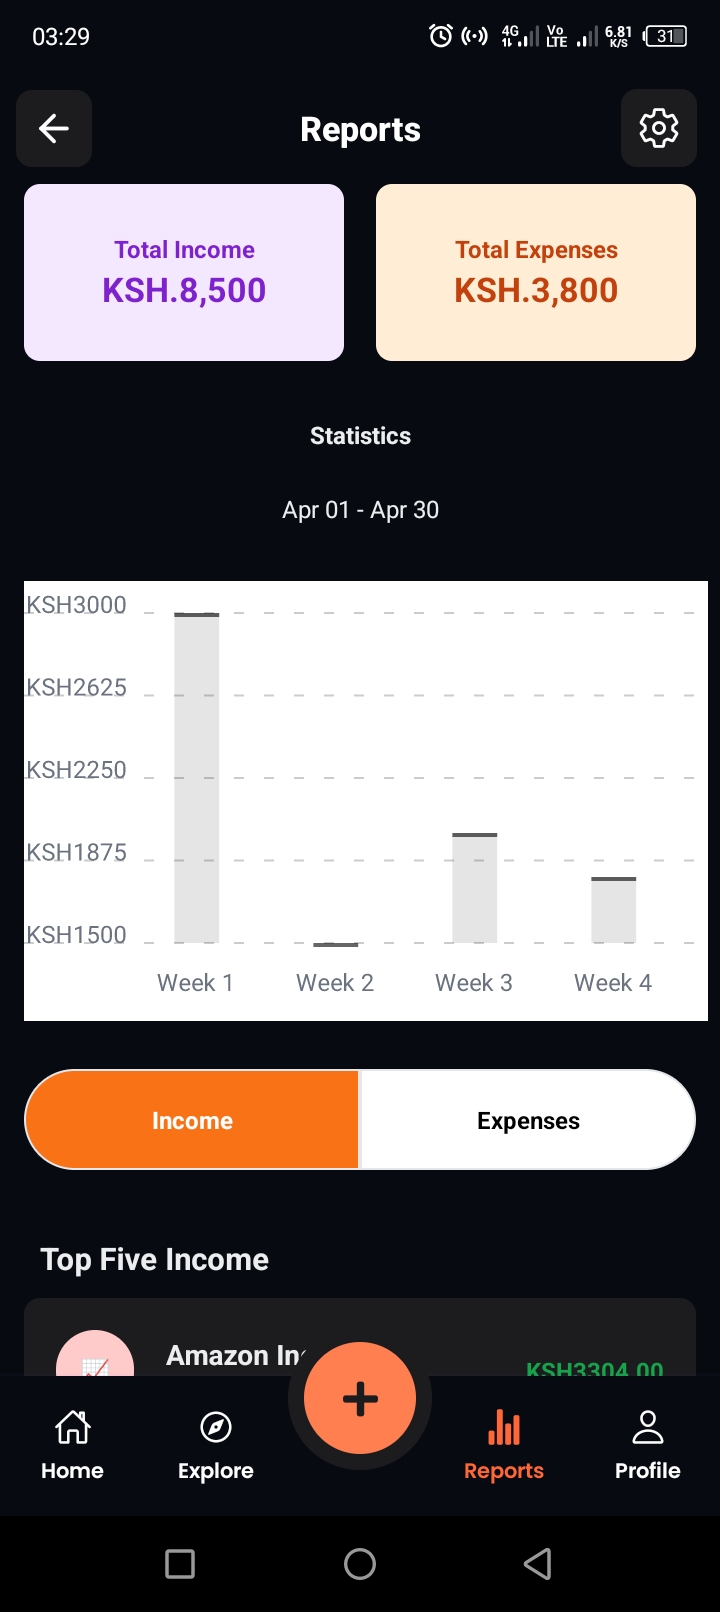 03:29
4G
Vo
LTE
6.81
K/S
31
Reports
Total Income
KSH.8,500
Total Expenses
KSH.3,800
Statistics
Apr 01 - Apr 30
KSH3000
KSH2625
KSH2250
KSH1875
KSH1500
Week 1 Week 2 Week 3 Week 4
Income Expenses
Top Five Income
Amazon
KSH3304.00
Home Explore Reports Profile